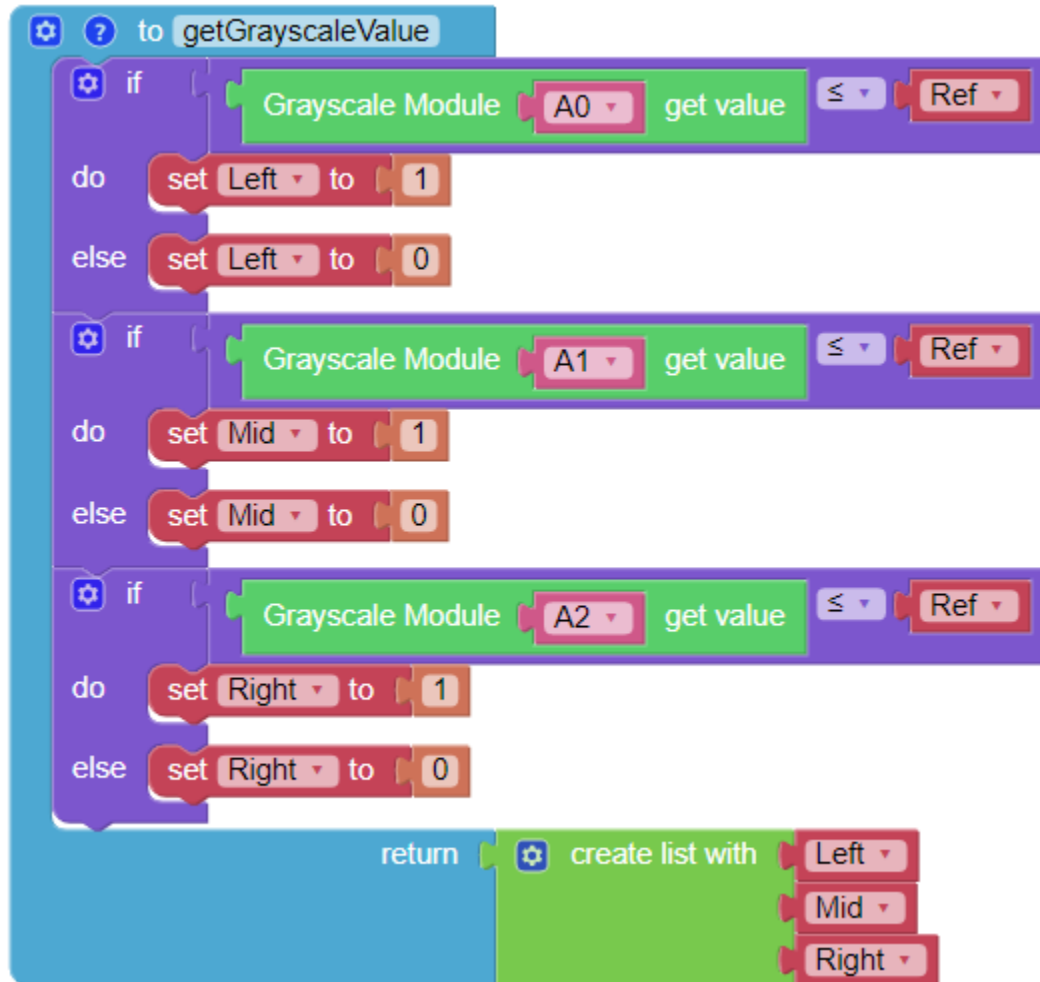 to getGrayscaleValue
if Grayscale Module A0 get value ≤ Ref
do set Left to 1
else set Left to 0
if Grayscale Module A1 get value ≤ Ref
do set Mid to 1
else set Mid to 0
if Grayscale Module A2 get value ≤ Ref
do set Right to 1
else set Right to 0
return create list with Left
Mid
Right